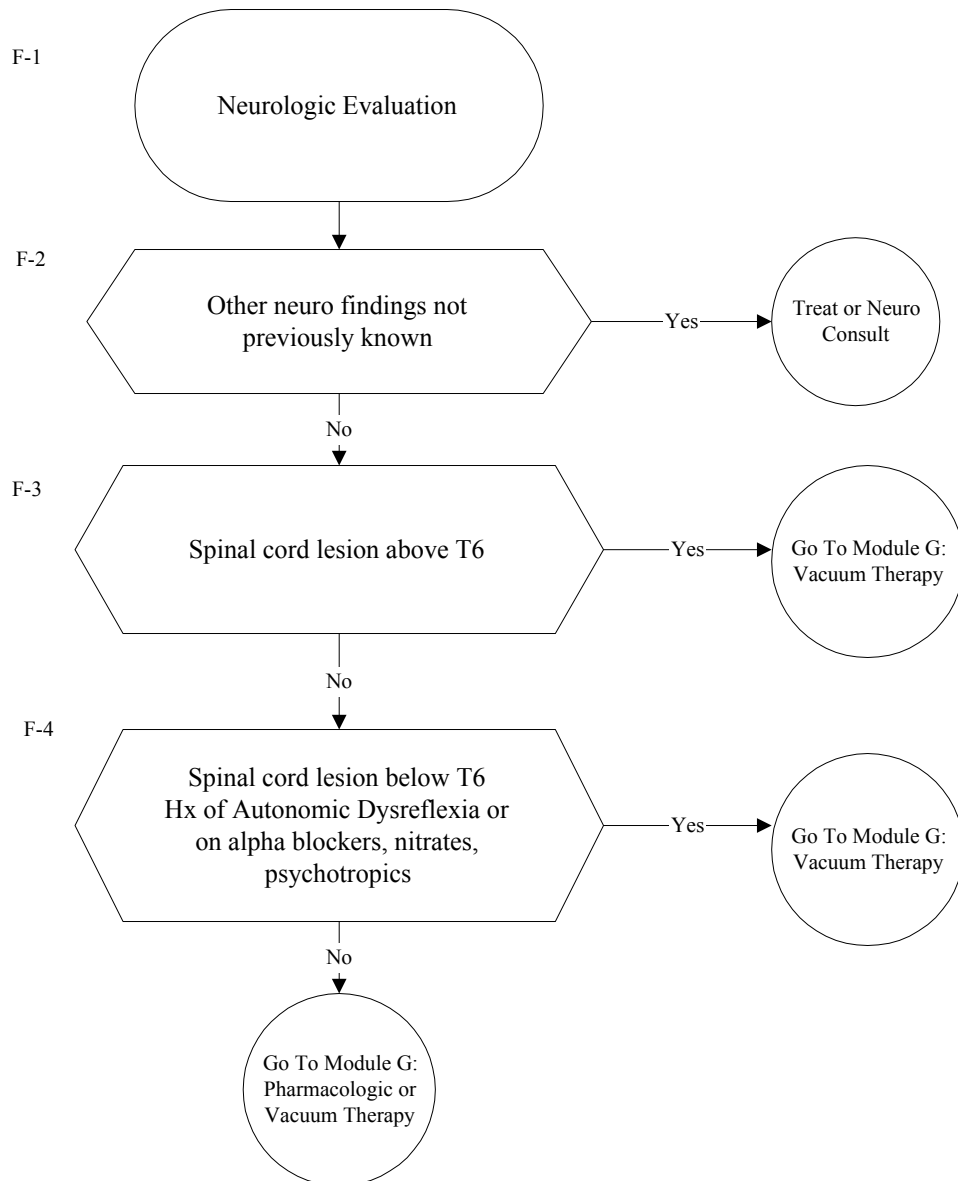 F-1
Neurologic Evaluation
F-2
Other neuro findings not
previously known
Yes
Treat or Neuro
Consult
No
F-3
Spinal cord lesion above T6
Yes
Go To Module G:
Vacuum Therapy
No
F-4
Spinal cord lesion below T6
Hx of Autonomic Dysreflexia or
on alpha blockers, nitrates,
psychotropics
Yes
Go To Module G:
Vacuum Therapy
No
Go To Module G:
Pharmacologic or
Vacuum Therapy